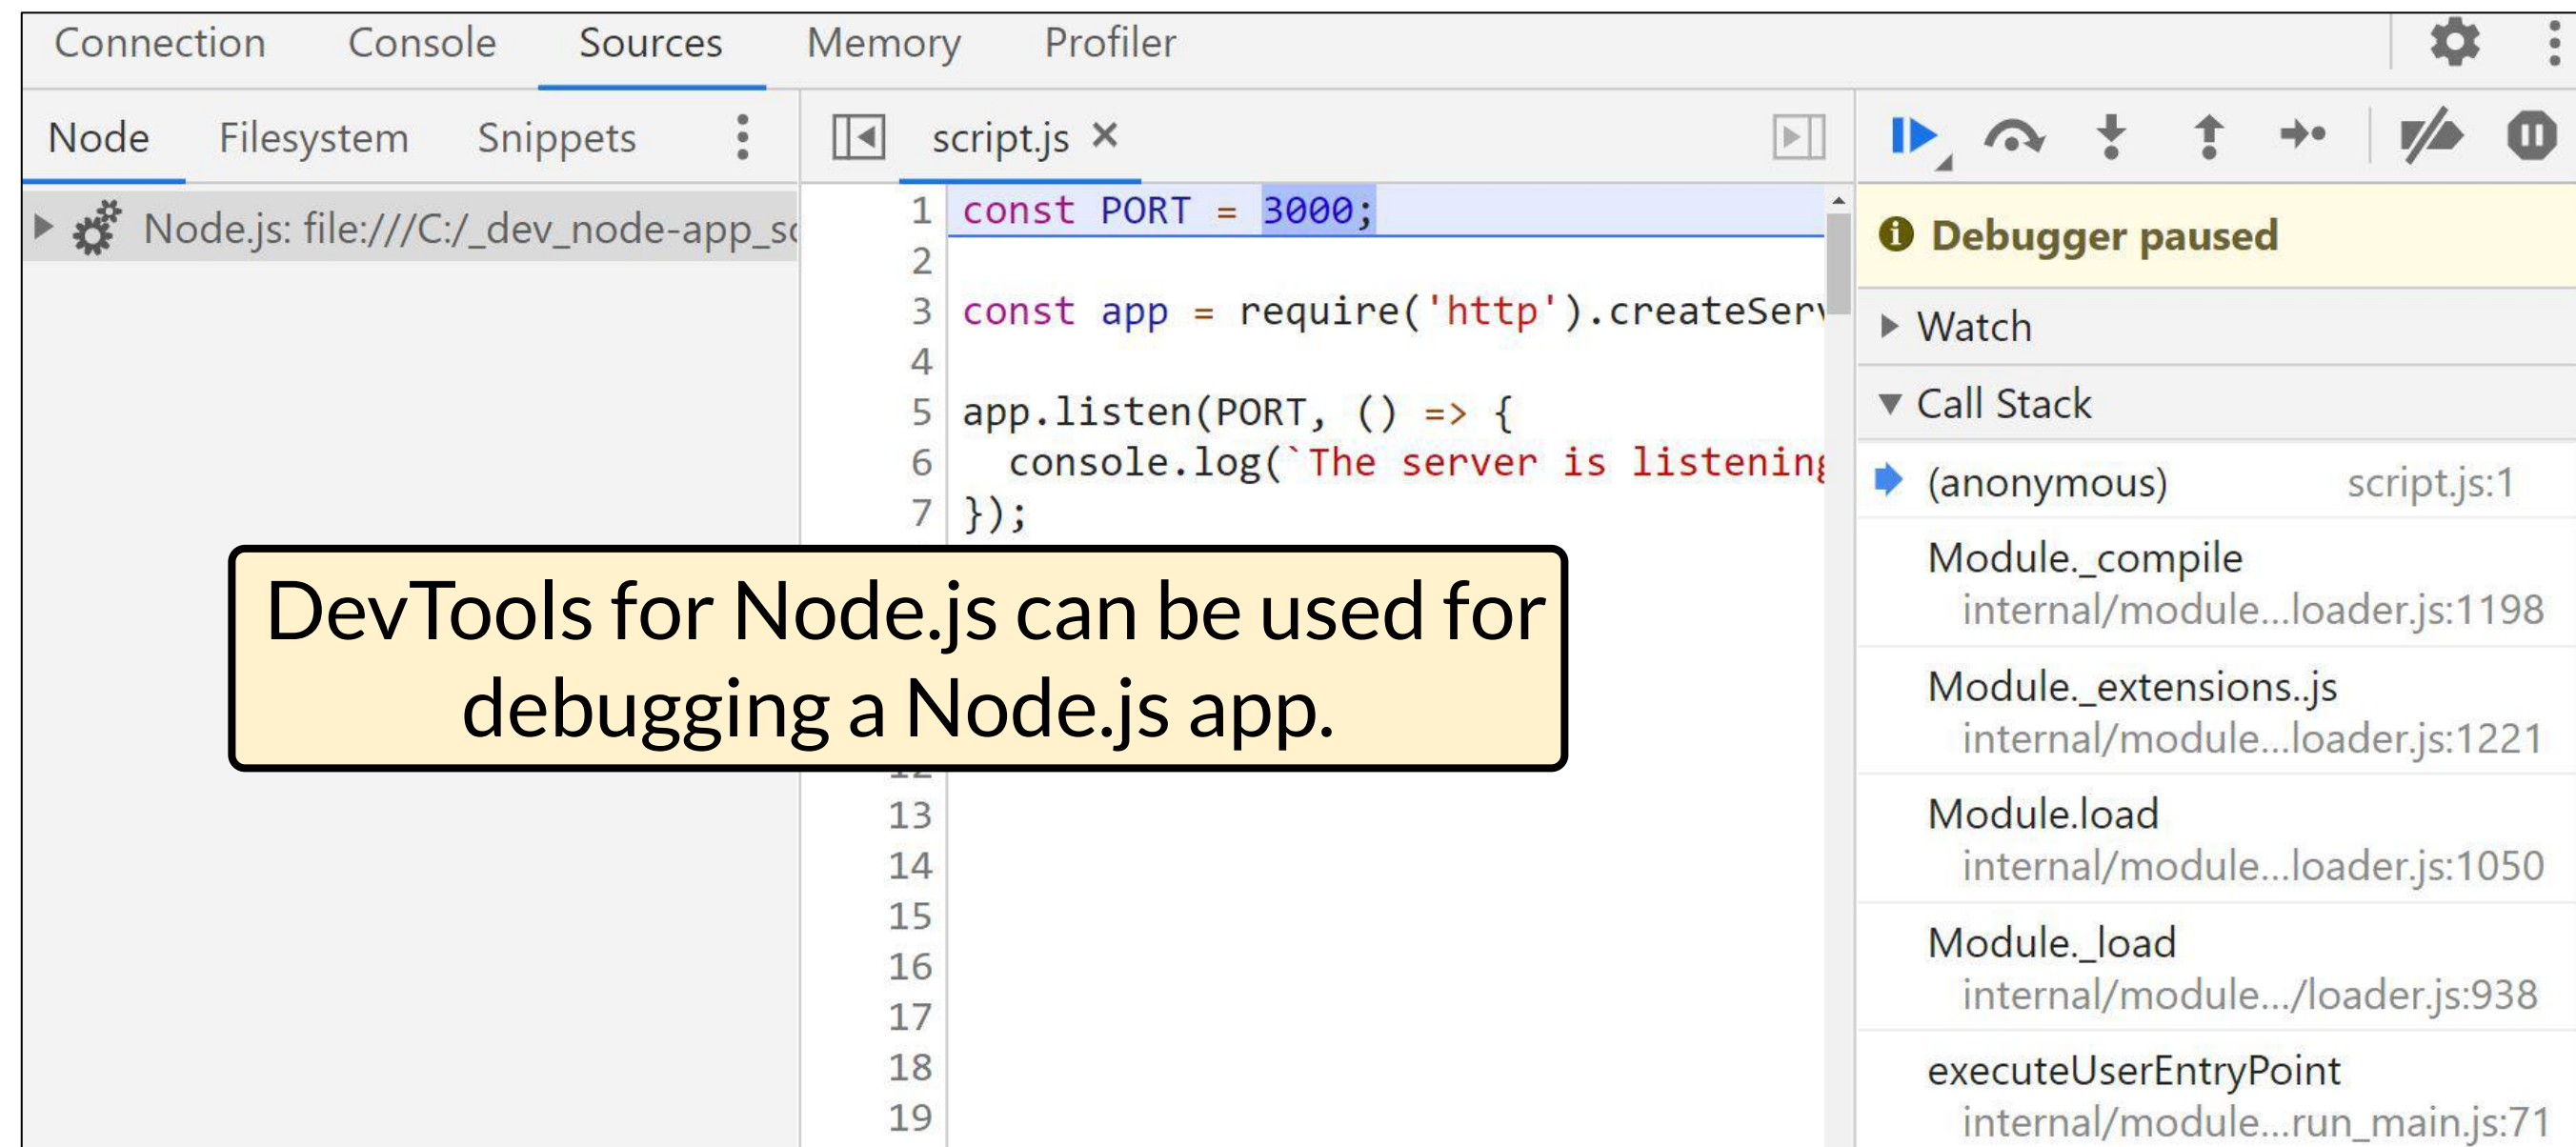 Connection Console Sources Memory Profiler
Node Filesystem Snippets
script.js ×
Node.js: file:///C:/_dev_node-app_sc
1 const PORT = 3000;
2
3 const app = require('http').createServ
4
5 app.listen(PORT, () => {
6 console.log(`The server is listening
7 });
DevTools for Node.js can be used for
debugging a Node.js app.
12
13
14
15
16
17
18
19
Debugger paused
Watch
Call Stack
(anonymous) script.js:1
Module._compile
internal/module...loader.js:1198
Module._extensions..js
internal/module...loader.js:1221
Module.load
internal/module...loader.js:1050
Module._load
internal/module.../loader.js:938
executeUserEntryPoint
internal/module...run_main.js:71